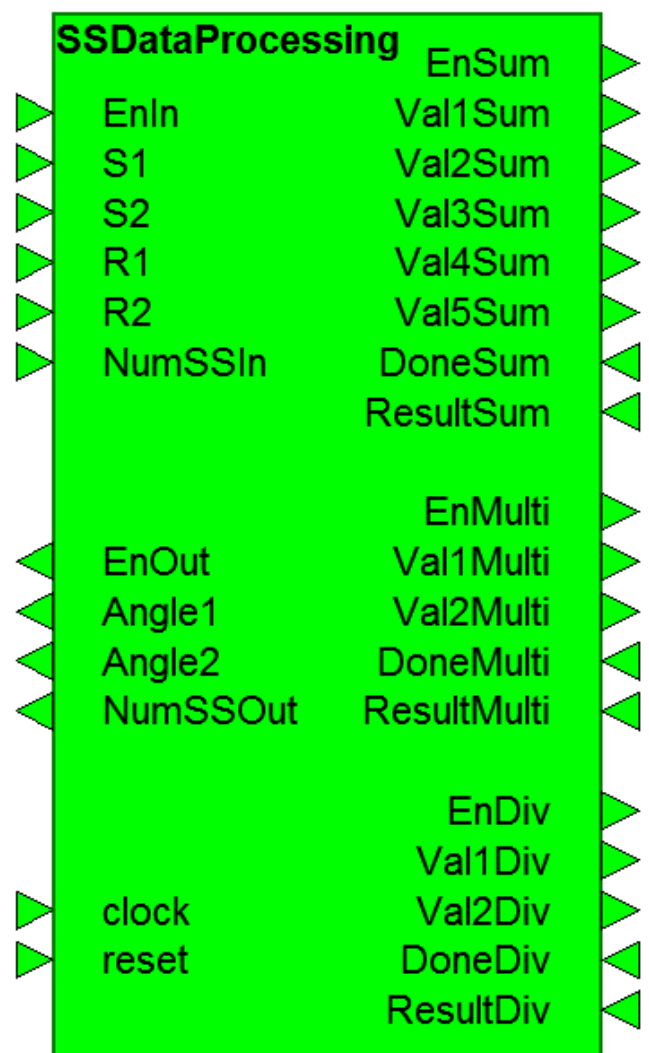 SSDataProcessing
EnSum
EnIn Val1Sum
S1 Val2Sum
S2 Val3Sum
R1 Val4Sum
R2 Val5Sum
NumSSIn DoneSum
ResultSum
EnMulti
EnOut Val1Multi
Angle1 Val2Multi
Angle2 DoneMulti
NumSSOut ResultMulti
EnDiv
Val1Div
clock Val2Div
reset DoneDiv
ResultDiv